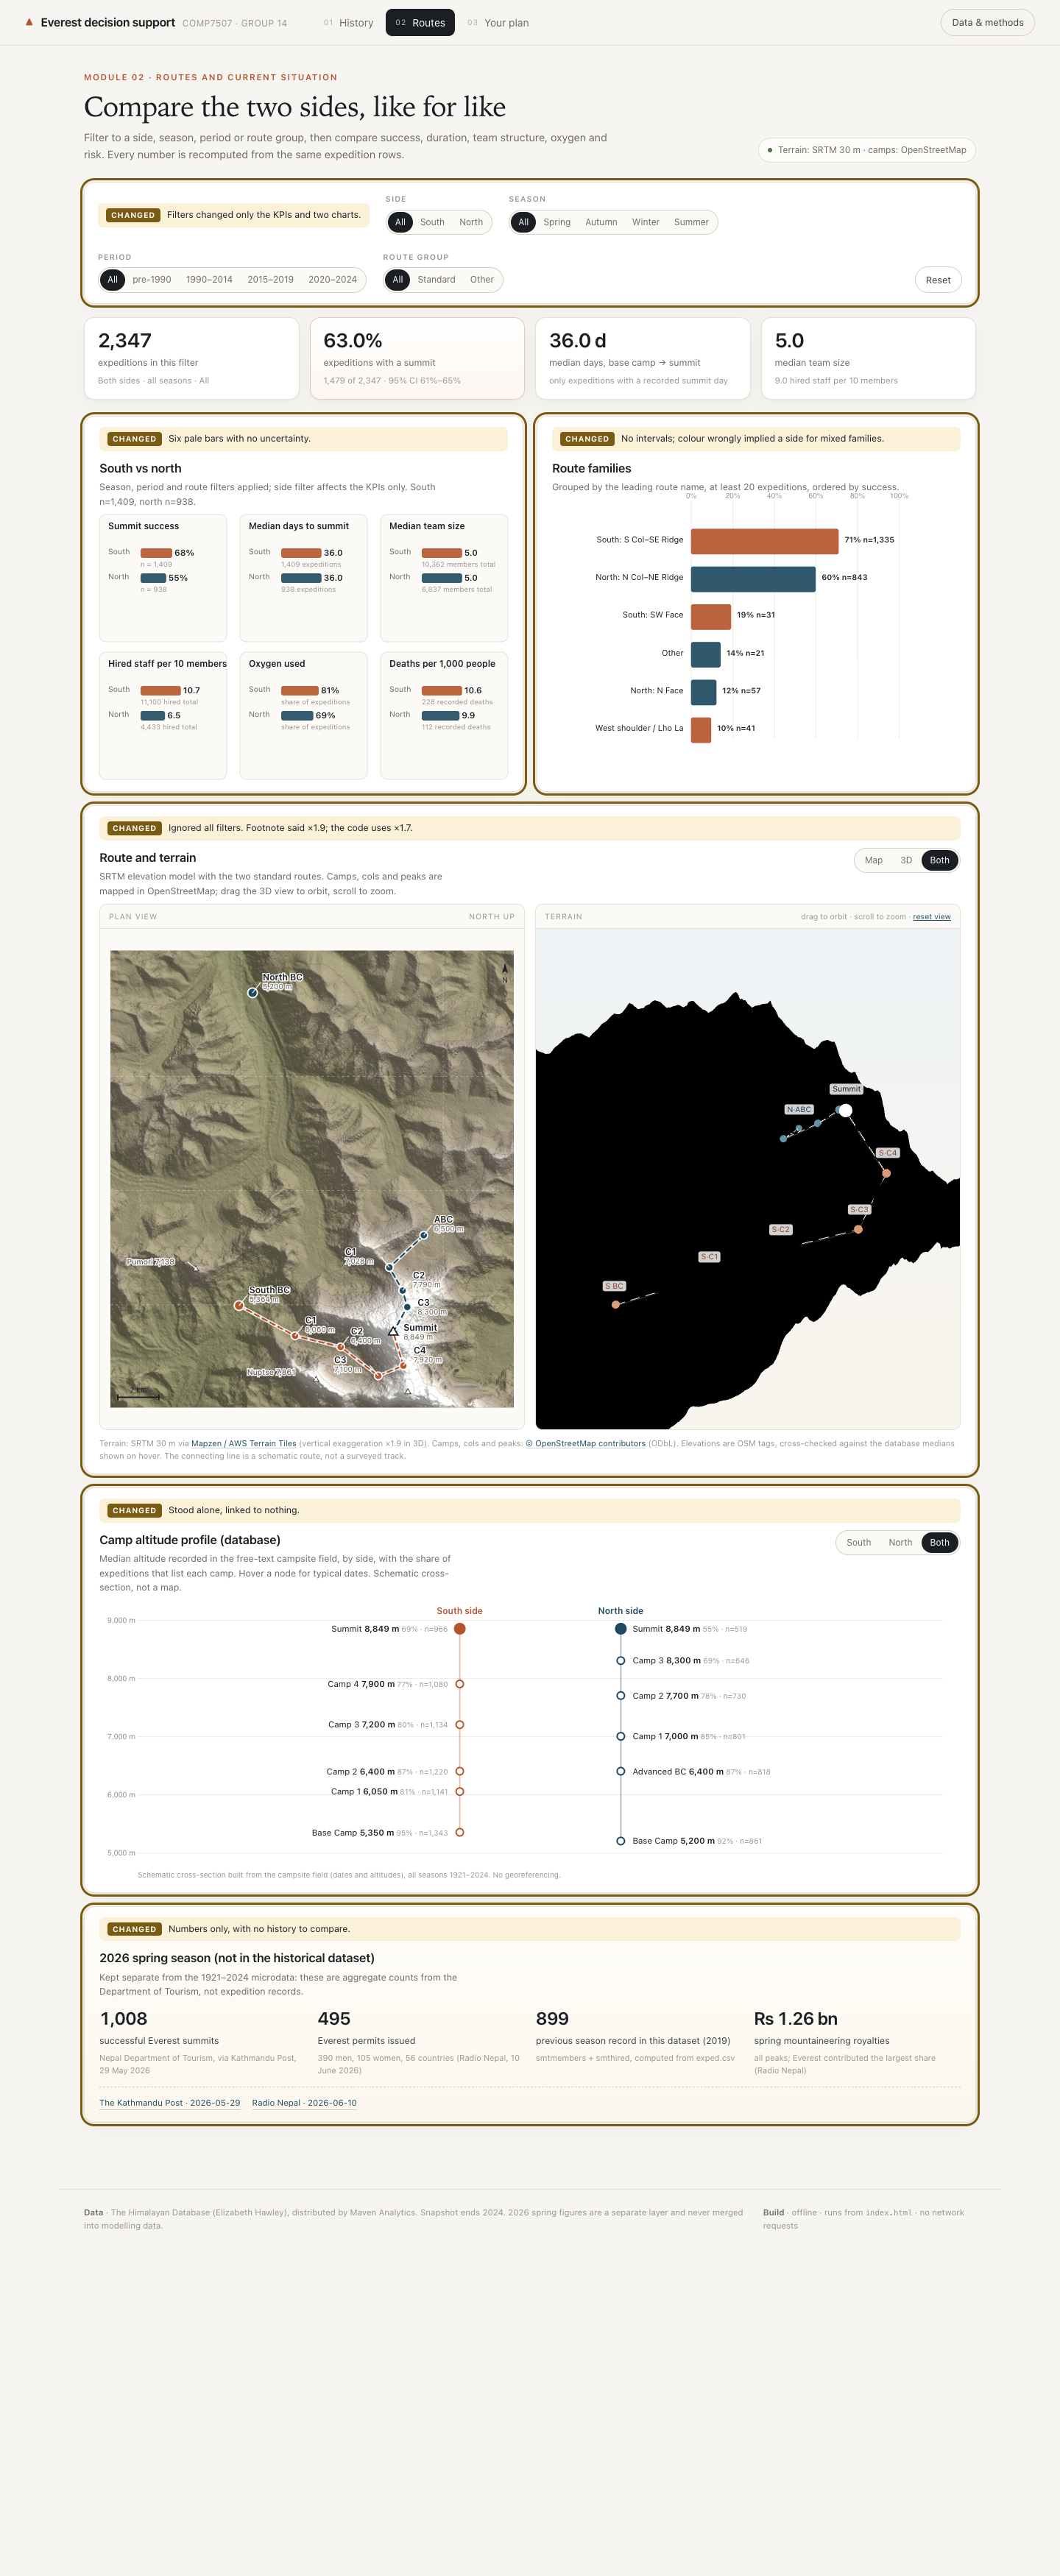 ▲ Everest decision support COMP7507 · GROUP 14
01 History
02 Routes
03 Your plan
Data & methods
MODULE 02 · ROUTES AND CURRENT SITUATION
Compare the two sides, like for like
Filter to a side, season, period or route group, then compare success, duration, team structure, oxygen and
risk. Every number is recomputed from the same expedition rows.
Terrain: SRTM 30 m · camps: OpenStreetMap
CHANGED Filters changed only the KPIs and two charts.
SIDE
All South North
SEASON
All Spring Autumn Winter Summer
PERIOD
All pre-1990 1990–2014 2015–2019 2020–2024
ROUTE GROUP
All Standard Other
Reset
2,347
expeditions in this filter
Both sides · all seasons · All
63.0%
expeditions with a summit
1,479 of 2,347 · 95% CI 61%–65%
36.0 d
median days, base camp → summit
only expeditions with a recorded summit day
5.0
median team size
9.0 hired staff per 10 members
CHANGED Six pale bars with no uncertainty.
South vs north
Season, period and route filters applied; side filter affects the KPIs only. South
n=1,409, north n=938.
Summit success
South 68%
n = 1,409
North 55%
n = 938
Median days to summit
South 36.0
1,409 expeditions
North 36.0
938 expeditions
Median team size
South 5.0
10,362 members total
North 5.0
6,837 members total
Hired staff per 10 members
South 10.7
11,100 hired total
North 6.5
4,433 hired total
Oxygen used
South 81%
share of expeditions
North 69%
share of expeditions
Deaths per 1,000 people
South 10.6
228 recorded deaths
North 9.9
112 recorded deaths
CHANGED No intervals; colour wrongly implied a side for mixed families.
Route families
Grouped by the leading route name, at least 20 expeditions, ordered by success.
0% 20% 40% 60% 80% 100%
South: S Col–SE Ridge 71% n=1,335
North: N Col–NE Ridge 60% n=843
South: SW Face 19% n=31
Other 14% n=21
North: N Face 12% n=57
West shoulder / Lho La 10% n=41
CHANGED Ignored all filters. Footnote said ×1.9; the code uses ×1.7.
Route and terrain
SRTM elevation model with the two standard routes. Camps, cols and peaks are
mapped in OpenStreetMap; drag the 3D view to orbit, scroll to zoom.
Map 3D Both
PLAN VIEW NORTH UP
North BC
5,200 m
N
ABC
6,500 m
C1
7,028 m
C2
7,790 m
C3
8,300 m
Pumori 7,138
South BC
5,364 m
C1
6,060 m
C2
6,400 m
Summit
8,849 m
C3
7,100 m
C4
7,920 m
Nuptse 7,861
2 km
TERRAIN drag to orbit · scroll to zoom · reset view
Summit
N·ABC
S·C4
S·C3
S·C2
S·C1
S·BC
Terrain: SRTM 30 m via Mapzen / AWS Terrain Tiles (vertical exaggeration ×1.9 in 3D). Camps, cols and peaks: © OpenStreetMap contributors (ODbL). Elevations are OSM tags, cross-checked against the database medians
shown on hover. The connecting line is a schematic route, not a surveyed track.
CHANGED Stood alone, linked to nothing.
Camp altitude profile (database)
Median altitude recorded in the free-text campsite field, by side, with the share of
expeditions that list each camp. Hover a node for typical dates. Schematic cross-
section, not a map.
South North Both
South side
North side
9,000 m
8,000 m
7,000 m
6,000 m
5,000 m
Summit 8,849 m 69% · n=966
Camp 4 7,900 m 77% · n=1,080
Camp 3 7,200 m 80% · n=1,134
Camp 2 6,400 m 87% · n=1,220
Camp 1 6,050 m 81% · n=1,141
Base Camp 5,350 m 95% · n=1,343
Summit 8,849 m 55% · n=519
Camp 3 8,300 m 69% · n=646
Camp 2 7,700 m 78% · n=730
Camp 1 7,000 m 85% · n=801
Advanced BC 6,400 m 87% · n=818
Base Camp 5,200 m 92% · n=861
Schematic cross-section built from the campsite field (dates and altitudes), all seasons 1921–2024. No georeferencing.
CHANGED Numbers only, with no history to compare.
2026 spring season (not in the historical dataset)
Kept separate from the 1921–2024 microdata: these are aggregate counts from the
Department of Tourism, not expedition records.
1,008
successful Everest summits
Nepal Department of Tourism, via Kathmandu Post,
29 May 2026
495
Everest permits issued
390 men, 105 women, 56 countries (Radio Nepal, 10
June 2026)
899
previous season record in this dataset (2019)
smtmembers + smthired, computed from exped.csv
Rs 1.26 bn
spring mountaineering royalties
all peaks; Everest contributed the largest share
(Radio Nepal)
The Kathmandu Post · 2026-05-29
Radio Nepal · 2026-06-10
Data · The Himalayan Database (Elizabeth Hawley), distributed by Maven Analytics. Snapshot ends 2024. 2026 spring figures are a separate layer and never merged
into modelling data.
Build · offline · runs from index.html · no network
requests